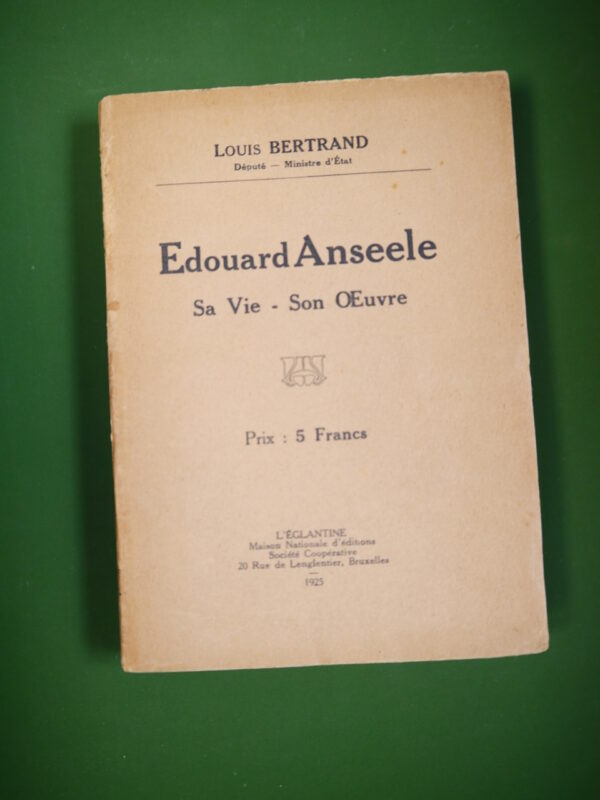 Louis BERTRAND
Député — Ministre d'État
Edouard Anseele
Sa Vie - Son Œuvre
Prix : 5 Francs
L'ÉGLANTINE
Maison Nationale d'éditions
Société Coopérative
20 Rue de Lenglentier, Bruxelles
—
1925